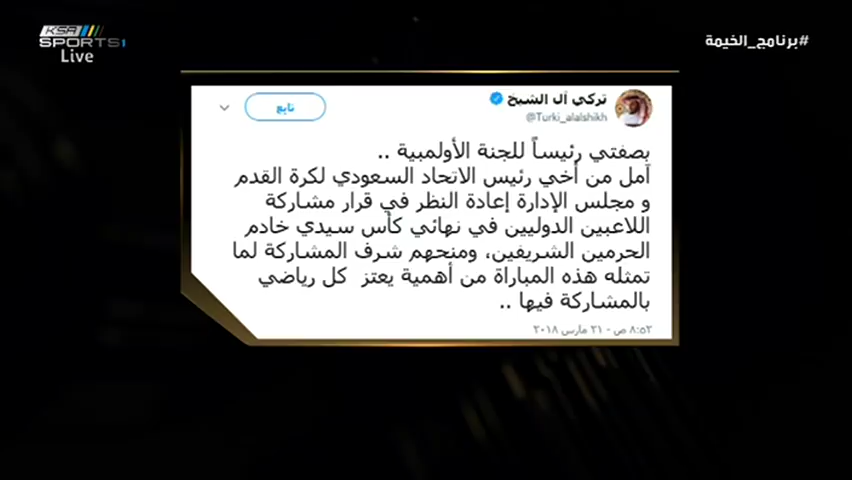 KSA
SPORTS 1
Live
#برنامج_الخيمة
تركي آل الشيخ
@Turki_alalshikh
تابع
بصفتي رئيساً للجنة الأولمبية ..
آمل من أخي رئيس الاتحاد السعودي لكرة القدم
و مجلس الإدارة إعادة النظر في قرار مشاركة
اللاعبين الدوليين في نهائي كأس سيدي خادم
الحرمين الشريفين، ومنحهم شرف المشاركة لما
تمثله هذه المباراة من أهمية يعتز كل رياضي
بالمشاركة فيها ..
٨:٥٢ ص - ٢١ مارس ٢٠١٨